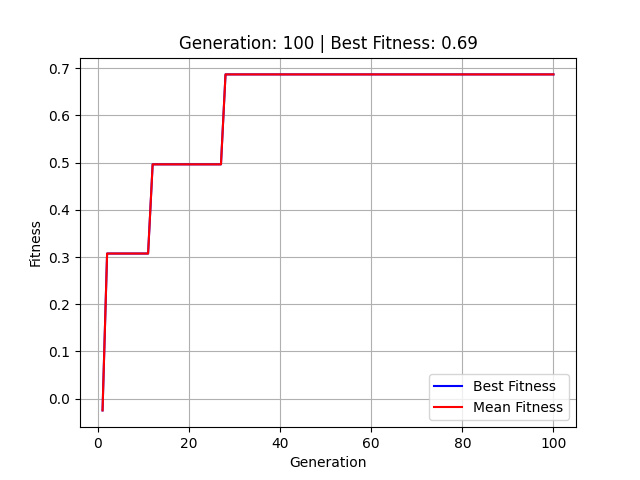 Generation: 100 | Best Fitness: 0.69
0.7
0.6
0.5
0.4
0.3
0.2
0.1
0.0
Fitness
Best Fitness
Mean Fitness
0 20 40 60 80 100
Generation